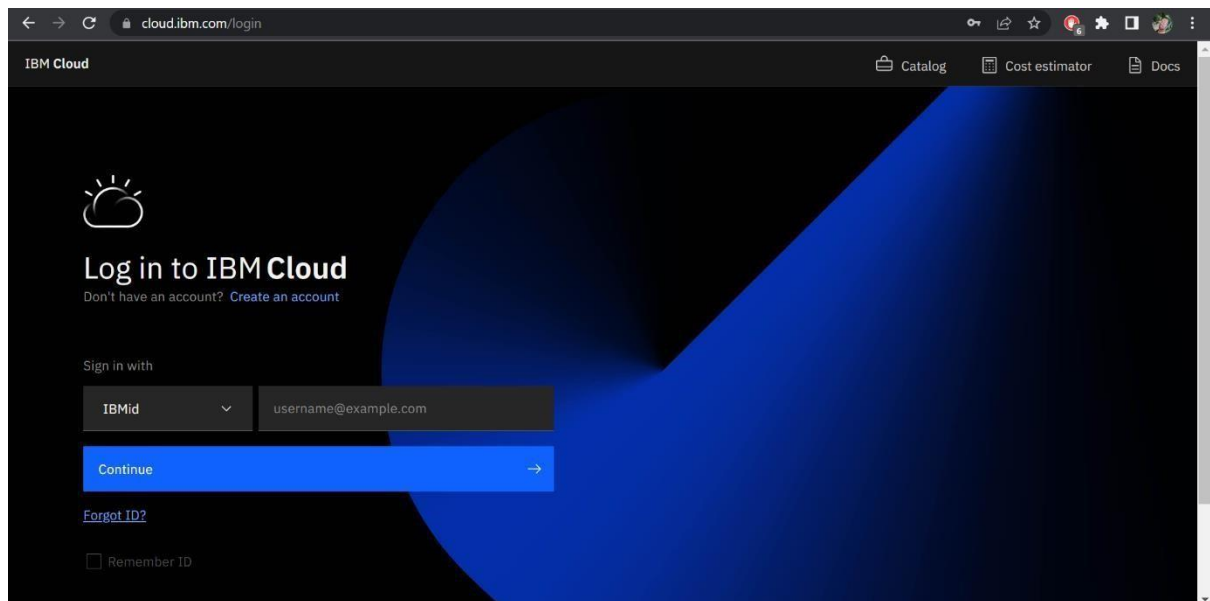 cloud.ibm.com/login
6
IBM Cloud
Catalog
Cost estimator
Docs
Log in to IBM Cloud
Don't have an account? Create an account
Sign in with
IBMid
username@example.com
Continue
Forgot ID?
Remember ID